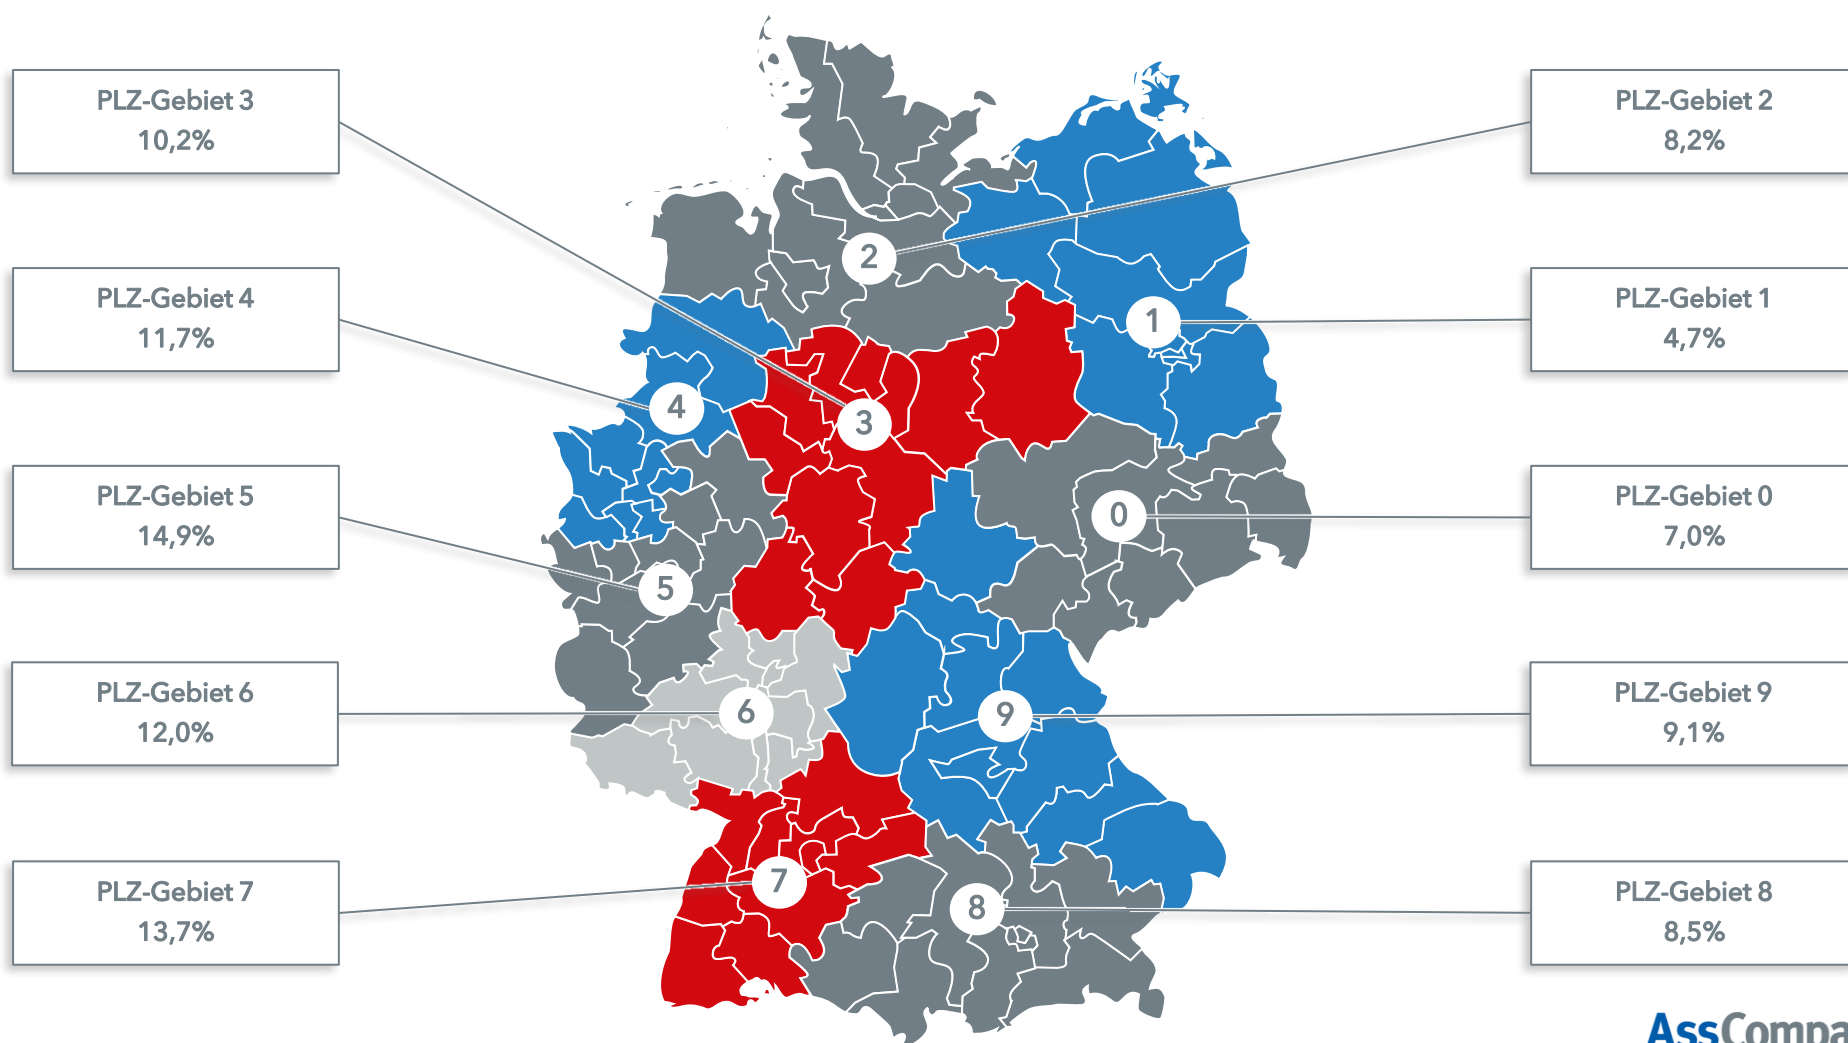 PLZ-Gebiet 3
10,2%
PLZ-Gebiet 4
11,7%
PLZ-Gebiet 5
14,9%
PLZ-Gebiet 6
12,0%
PLZ-Gebiet 7
13,7%
2
1
3
4
0
5
6
9
7
8
PLZ-Gebiet 2
8,2%
PLZ-Gebiet 1
4,7%
PLZ-Gebiet 0
7,0%
PLZ-Gebiet 9
9,1%
PLZ-Gebiet 8
8,5%
AssCompa